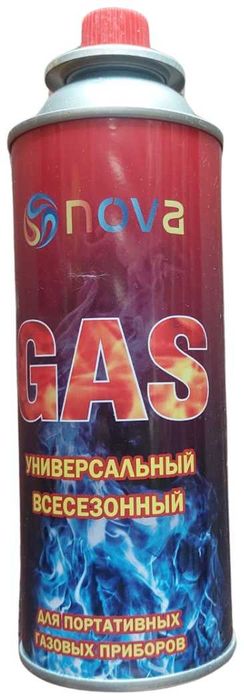 nova
GAS
УНИВЕРСАЛЬНЫЙ
ВСЕСЕЗОННЫЙ
ДЛЯ ПОРТАТИВНЫХ
ГАЗОВЫХ ПРИБОРОВ